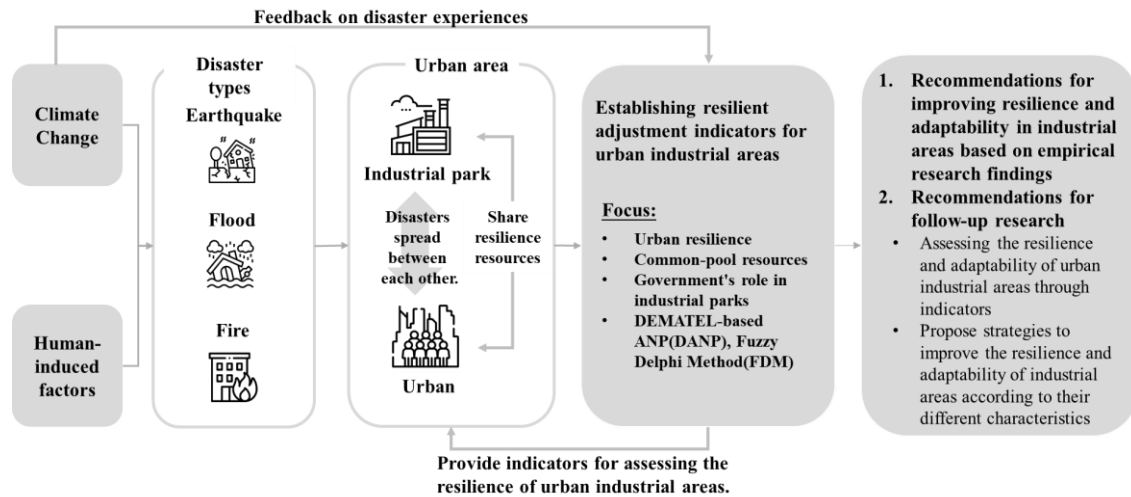 Feedback on disaster experiences
Climate
Change
Human-
induced
factors
Disaster
types
Earthquake
Flood
Fire
Urban area
Industrial park
Disasters
spread
between
each other.
Share
resilience
resources
Urban
Establishing resilient
adjustment indicators for
urban industrial areas
Focus:
• Urban resilience
• Common-pool resources
• Government's role in
industrial parks
• DEMATEL-based
ANP(DANP), Fuzzy
Delphi Method(FDM)
1. Recommendations for
improving resilience and
adaptability in industrial
areas based on empirical
research findings
2. Recommendations for
follow-up research
• Assessing the resilience
and adaptability of urban
industrial areas through
indicators
• Propose strategies to
improve the resilience and
adaptability of industrial
areas according to their
different characteristics
Provide indicators for assessing the
resilience of urban industrial areas.